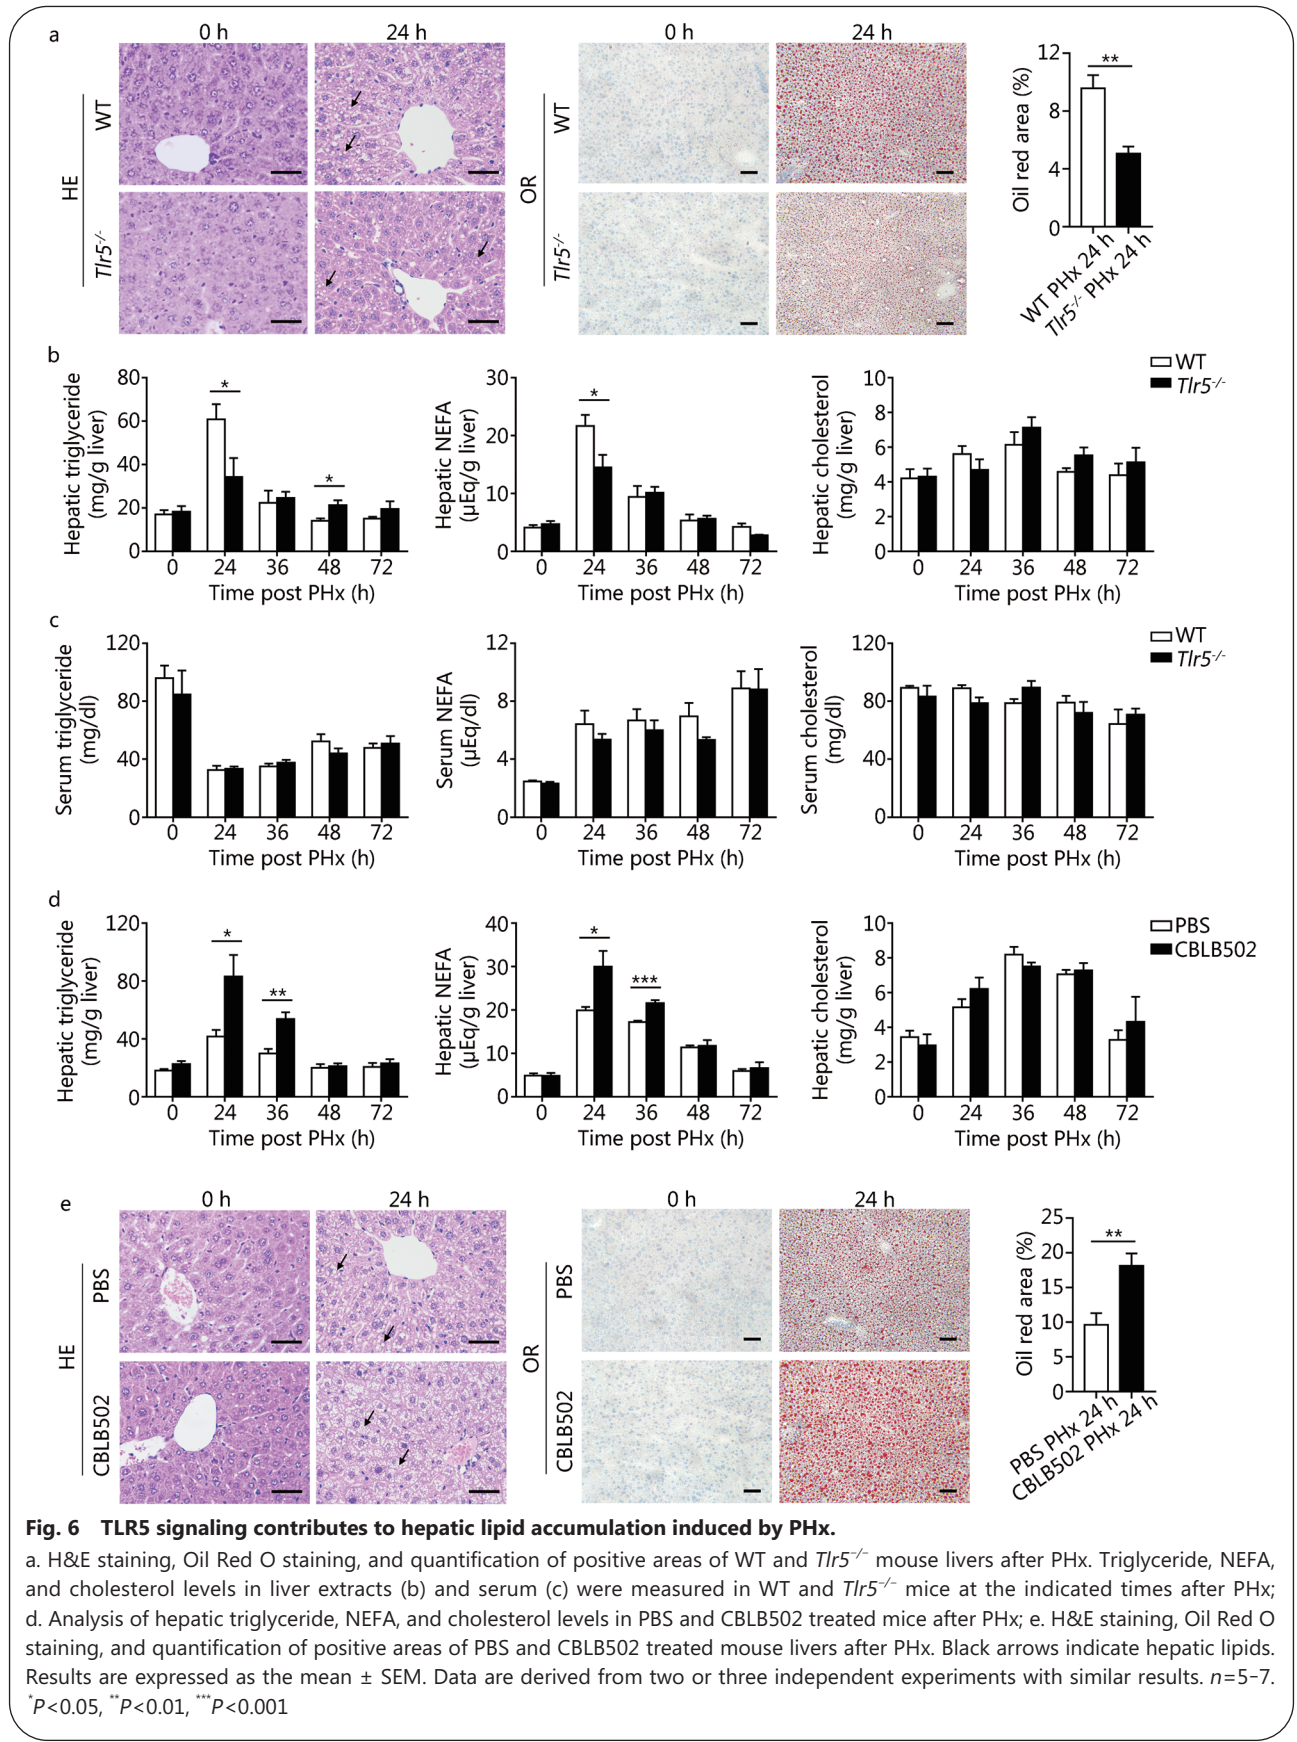 a
0 h
24 h
0 h
24 h
HE
WT
Tlr5-/-
OR
WT
Tlr5-/-
Oil red area (%)
12
8
4
0
**
WT PHx 24 h
Tlr5-/- PHx 24 h
b
Hepatic triglyceride
(mg/g liver)
80
60
40
20
0
*
*
0 24 36 48 72
Time post PHx (h)
Hepatic NEFA
(μEq/g liver)
30
20
10
0
*
0 24 36 48 72
Time post PHx (h)
Hepatic cholesterol
(mg/g liver)
10
8
6
4
2
0
0 24 36 48 72
Time post PHx (h)
WT
Tlr5-/-
c
Serum triglyceride
(mg/dl)
120
80
40
0
0 24 36 48 72
Time post PHx (h)
Serum NEFA
(μEq/dl)
12
8
4
0
0 24 36 48 72
Time post PHx (h)
Serum cholesterol
(mg/dl)
120
80
40
0
0 24 36 48 72
Time post PHx (h)
WT
Tlr5-/-
d
Hepatic triglyceride
(mg/g liver)
120
80
40
0
*
**
0 24 36 48 72
Time post PHx (h)
Hepatic NEFA
(μEq/g liver)
40
30
20
10
0
*
***
0 24 36 48 72
Time post PHx (h)
Hepatic cholesterol
(mg/g liver)
10
8
6
4
2
0
0 24 36 48 72
Time post PHx (h)
PBS
CBLB502
e
0 h
24 h
0 h
24 h
HE
PBS
CBLB502
OR
PBS
CBLB502
Oil red area (%)
25
20
15
10
5
0
**
PBS PHx 24 h
CBLB502 PHx 24 h
Fig. 6 TLR5 signaling contributes to hepatic lipid accumulation induced by PHx.
a. H&E staining, Oil Red O staining, and quantification of positive areas of WT and Tlr5−/− mouse livers after PHx. Triglyceride, NEFA,
and cholesterol levels in liver extracts (b) and serum (c) were measured in WT and Tlr5−/− mice at the indicated times after PHx;
d. Analysis of hepatic triglyceride, NEFA, and cholesterol levels in PBS and CBLB502 treated mice after PHx; e. H&E staining, Oil Red O
staining, and quantification of positive areas of PBS and CBLB502 treated mouse livers after PHx. Black arrows indicate hepatic lipids.
Results are expressed as the mean ± SEM. Data are derived from two or three independent experiments with similar results. n=5–7.
*P<0.05, **P<0.01, ***P<0.001